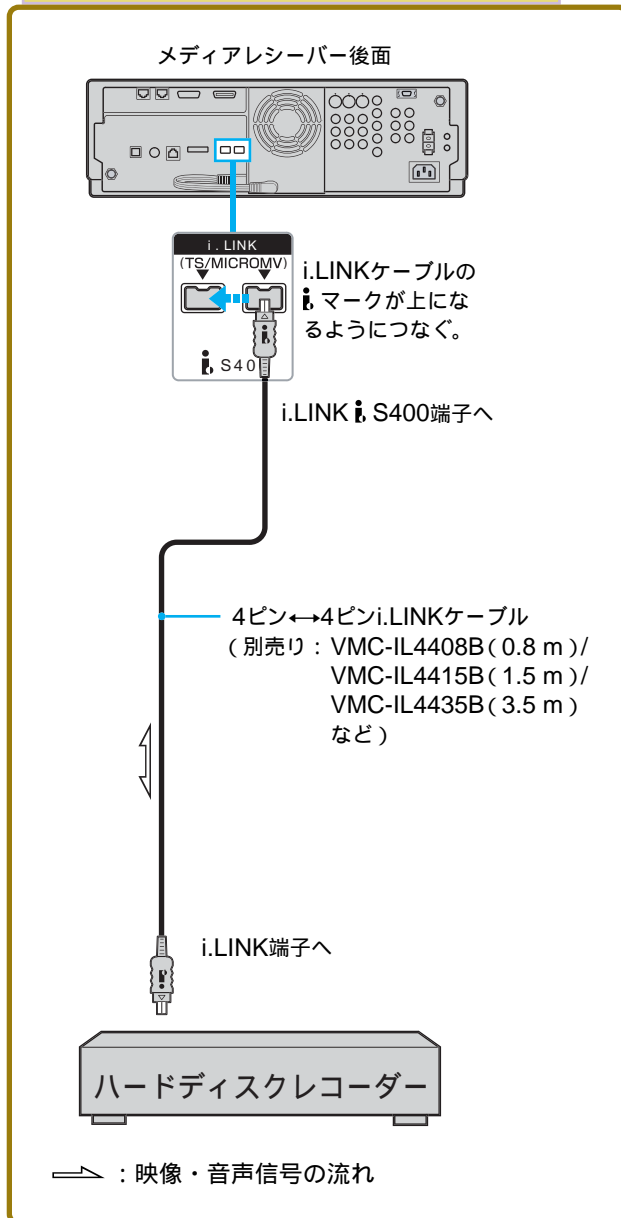 メディアレシーバー後面
i.LINK
(TS/MICROMV)
S40
i.LINKケーブルの
マークが上にな
るようにつなぐ。
i.LINK S400端子へ
4ピン←→4ピンi.LINKケーブル
(別売り:VMC-IL4408B(0.8 m)/
VMC-IL4415B(1.5 m)/
VMC-IL4435B(3.5 m)
など)
i.LINK端子へ
ハードディスクレコーダー
:映像・音声信号の流れ